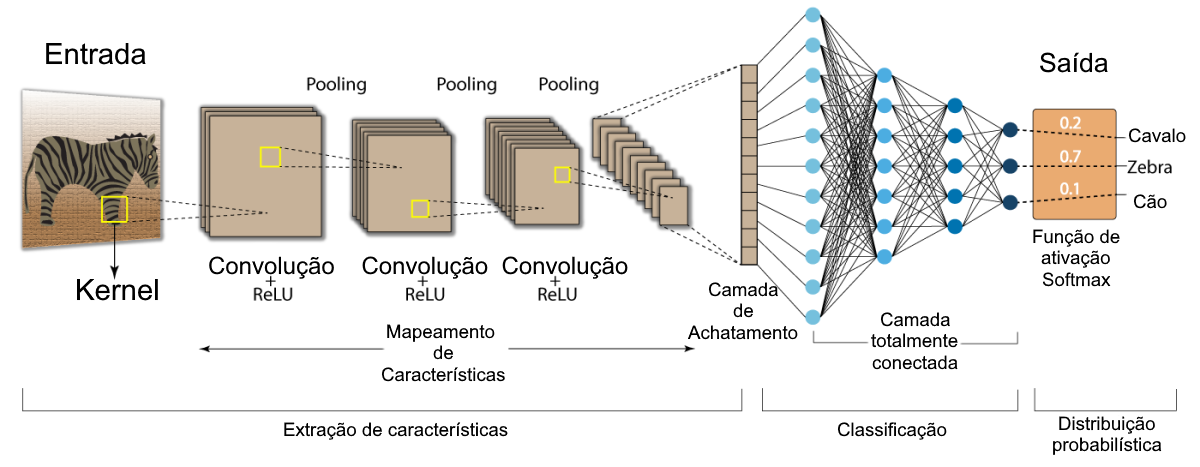 Entrada
Pooling
Pooling
Pooling
Saída
0.2
Cavalo
0.7
Zebra
0.1
Cão
Kernel
Convolução
+
ReLU
Convolução
+
ReLU
Convolução
+
ReLU
Camada
de
Achatamento
Função de
ativação
Softmax
Mapeamento
de
Característícas
Camada
totalmente
conectada
Extração de característícas
Classificação
Distribuição
probabilística